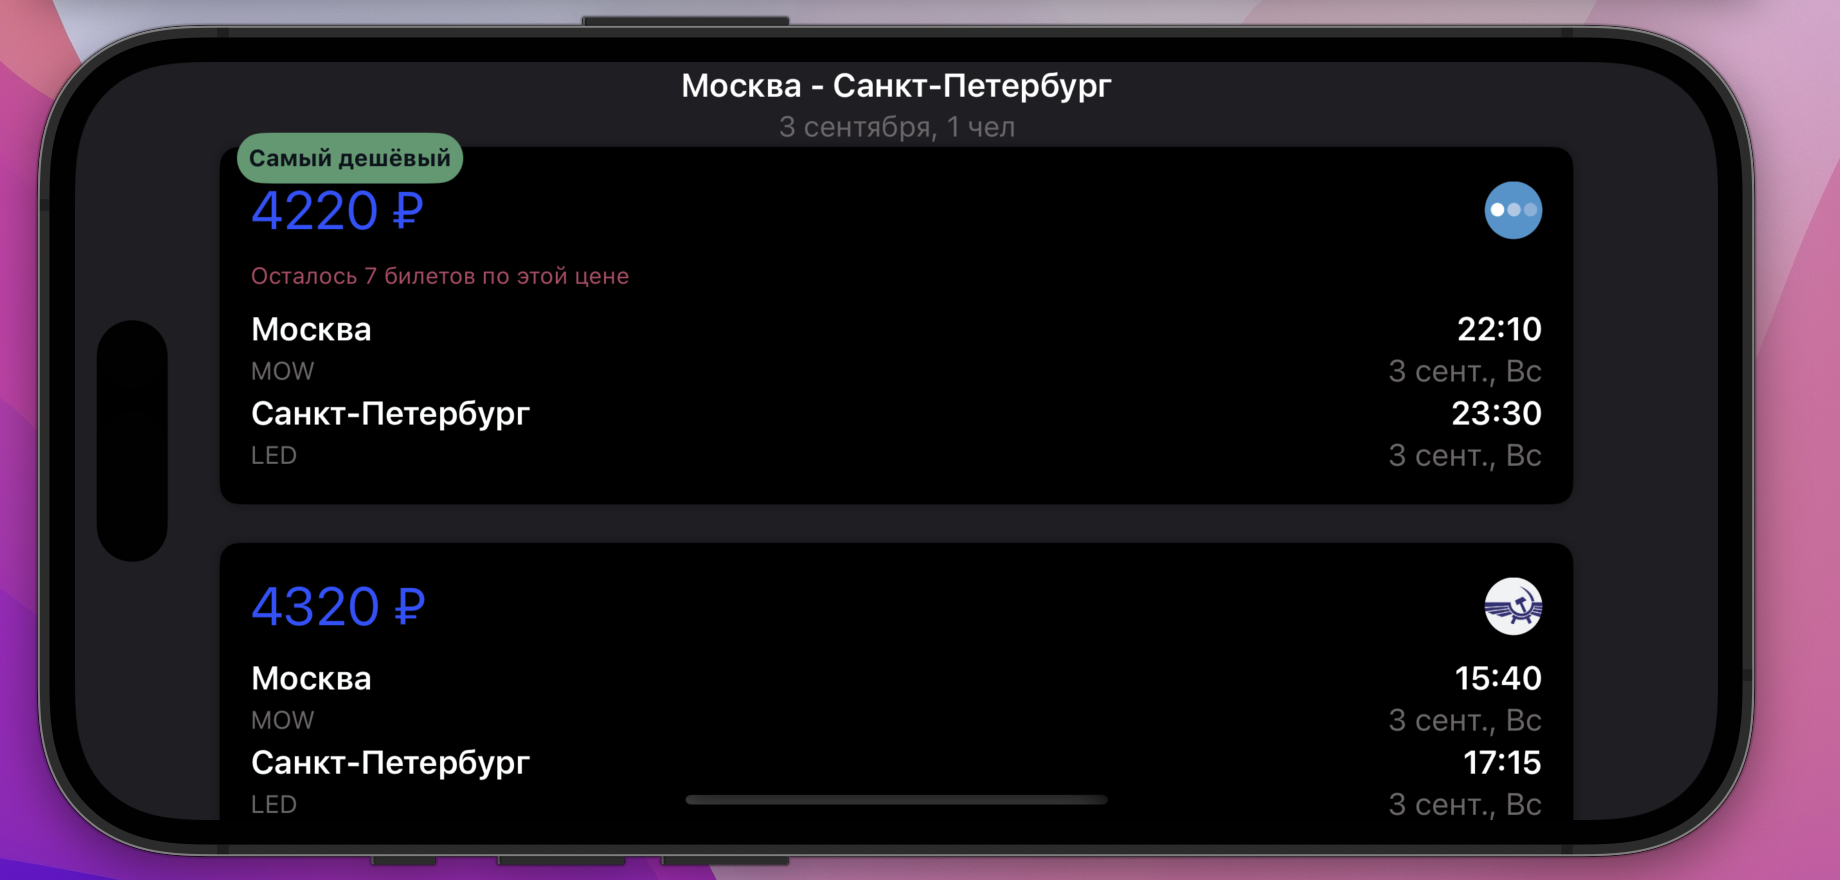 Москва - Санкт-Петербург
3 сентября, 1 чел
Самый дешёвый
4220 ₽
Осталось 7 билетов по этой цене
Москва 22:10
MOW 3 сент., Вс
Санкт-Петербург 23:30
LED 3 сент., Вс
4320 ₽
Москва 15:40
MOW 3 сент., Вс
Санкт-Петербург 17:15
LED 3 сент., Вс